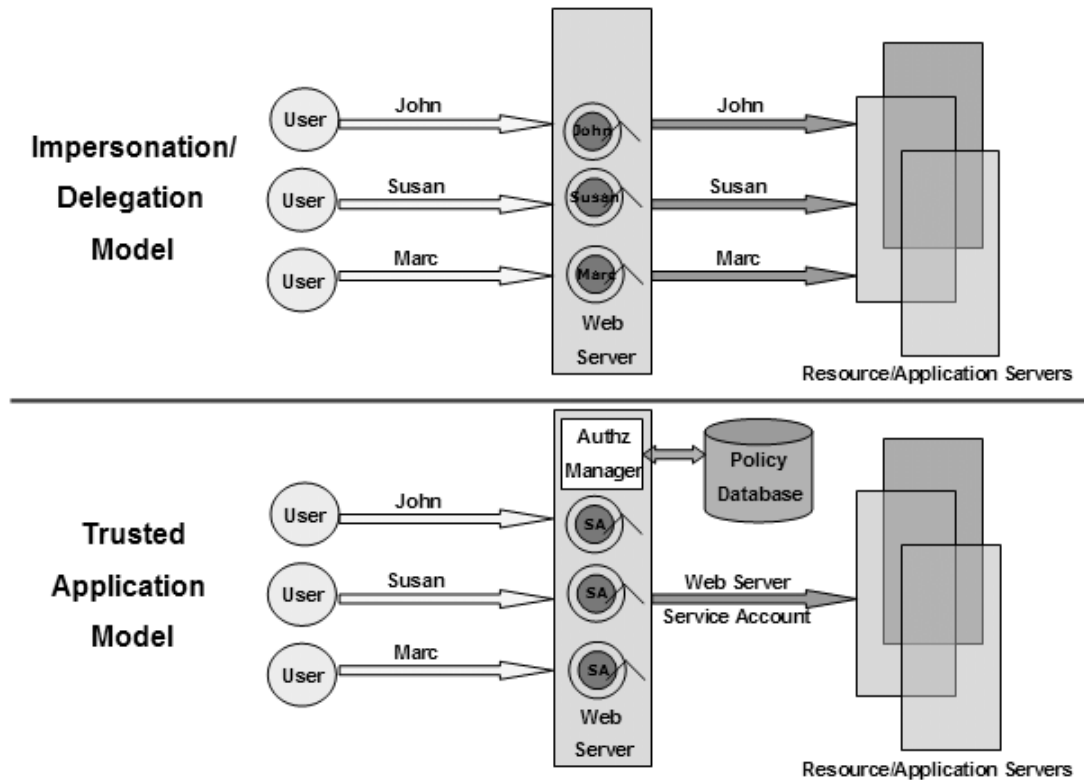 Impersonation/
Delegation
Model
User
John
John
John
User
Susan
Susan
Susan
User
Marc
Marc
Marc
Web
Server
Resource/Application Servers
Trusted
Application
Model
Authz
Manager
Policy
Database
User
John
SA
User
Susan
SA
Web Server
Service Account
User
Marc
SA
Web
Server
Resource/Application Servers